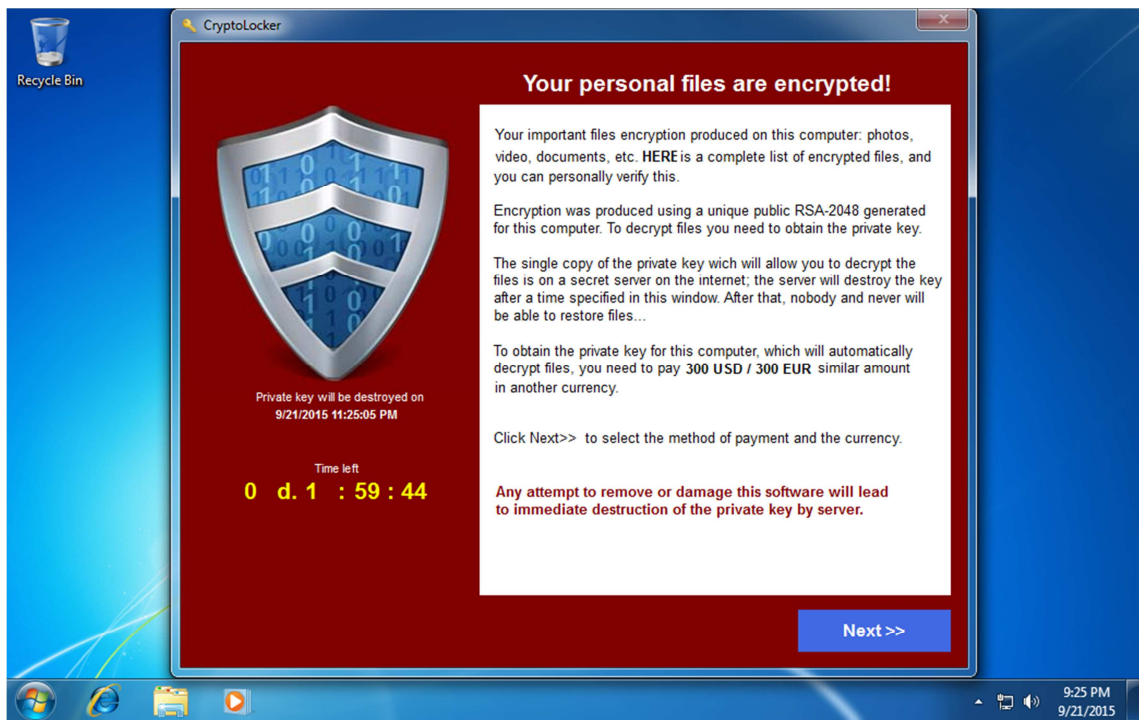 Recycle Bin
CryptoLocker
Your personal files are encrypted!
Your important files encryption produced on this computer: photos,
video, documents, etc. HERE is a complete list of encrypted files, and
you can personally verify this.
Encryption was produced using a unique public RSA-2048 generated
for this computer. To decrypt files you need to obtain the private key.
The single copy of the private key wich will allow you to decrypt the
files is on a secret server on the internet; the server will destroy the key
after a time specified in this window. After that, nobody and never will
be able to restore files...
To obtain the private key for this computer, which will automatically
decrypt files, you need to pay 300 USD / 300 EUR similar amount
in another currency.
Click Next>> to select the method of payment and the currency.
Any attempt to remove or damage this software will lead
to immediate destruction of the private key by server.
Private key will be destroyed on
9/21/2015 11:25:05 PM
Time left
0 d. 1 : 59 : 44
Next >>
9:25 PM
9/21/2015